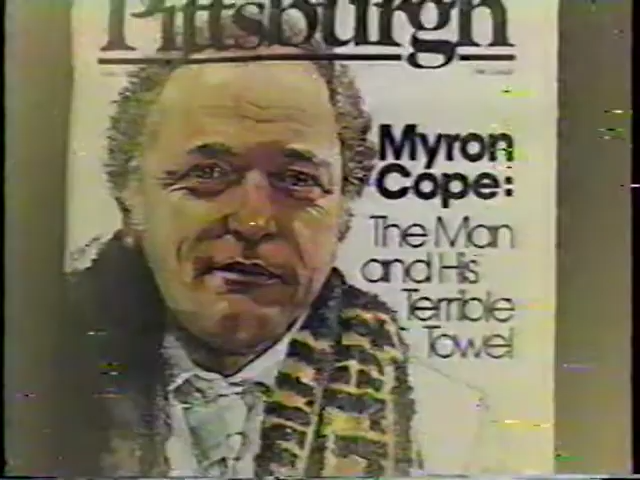 Pittsburgh
Myron
Cope:
The Man
and His
Terrible
Towel